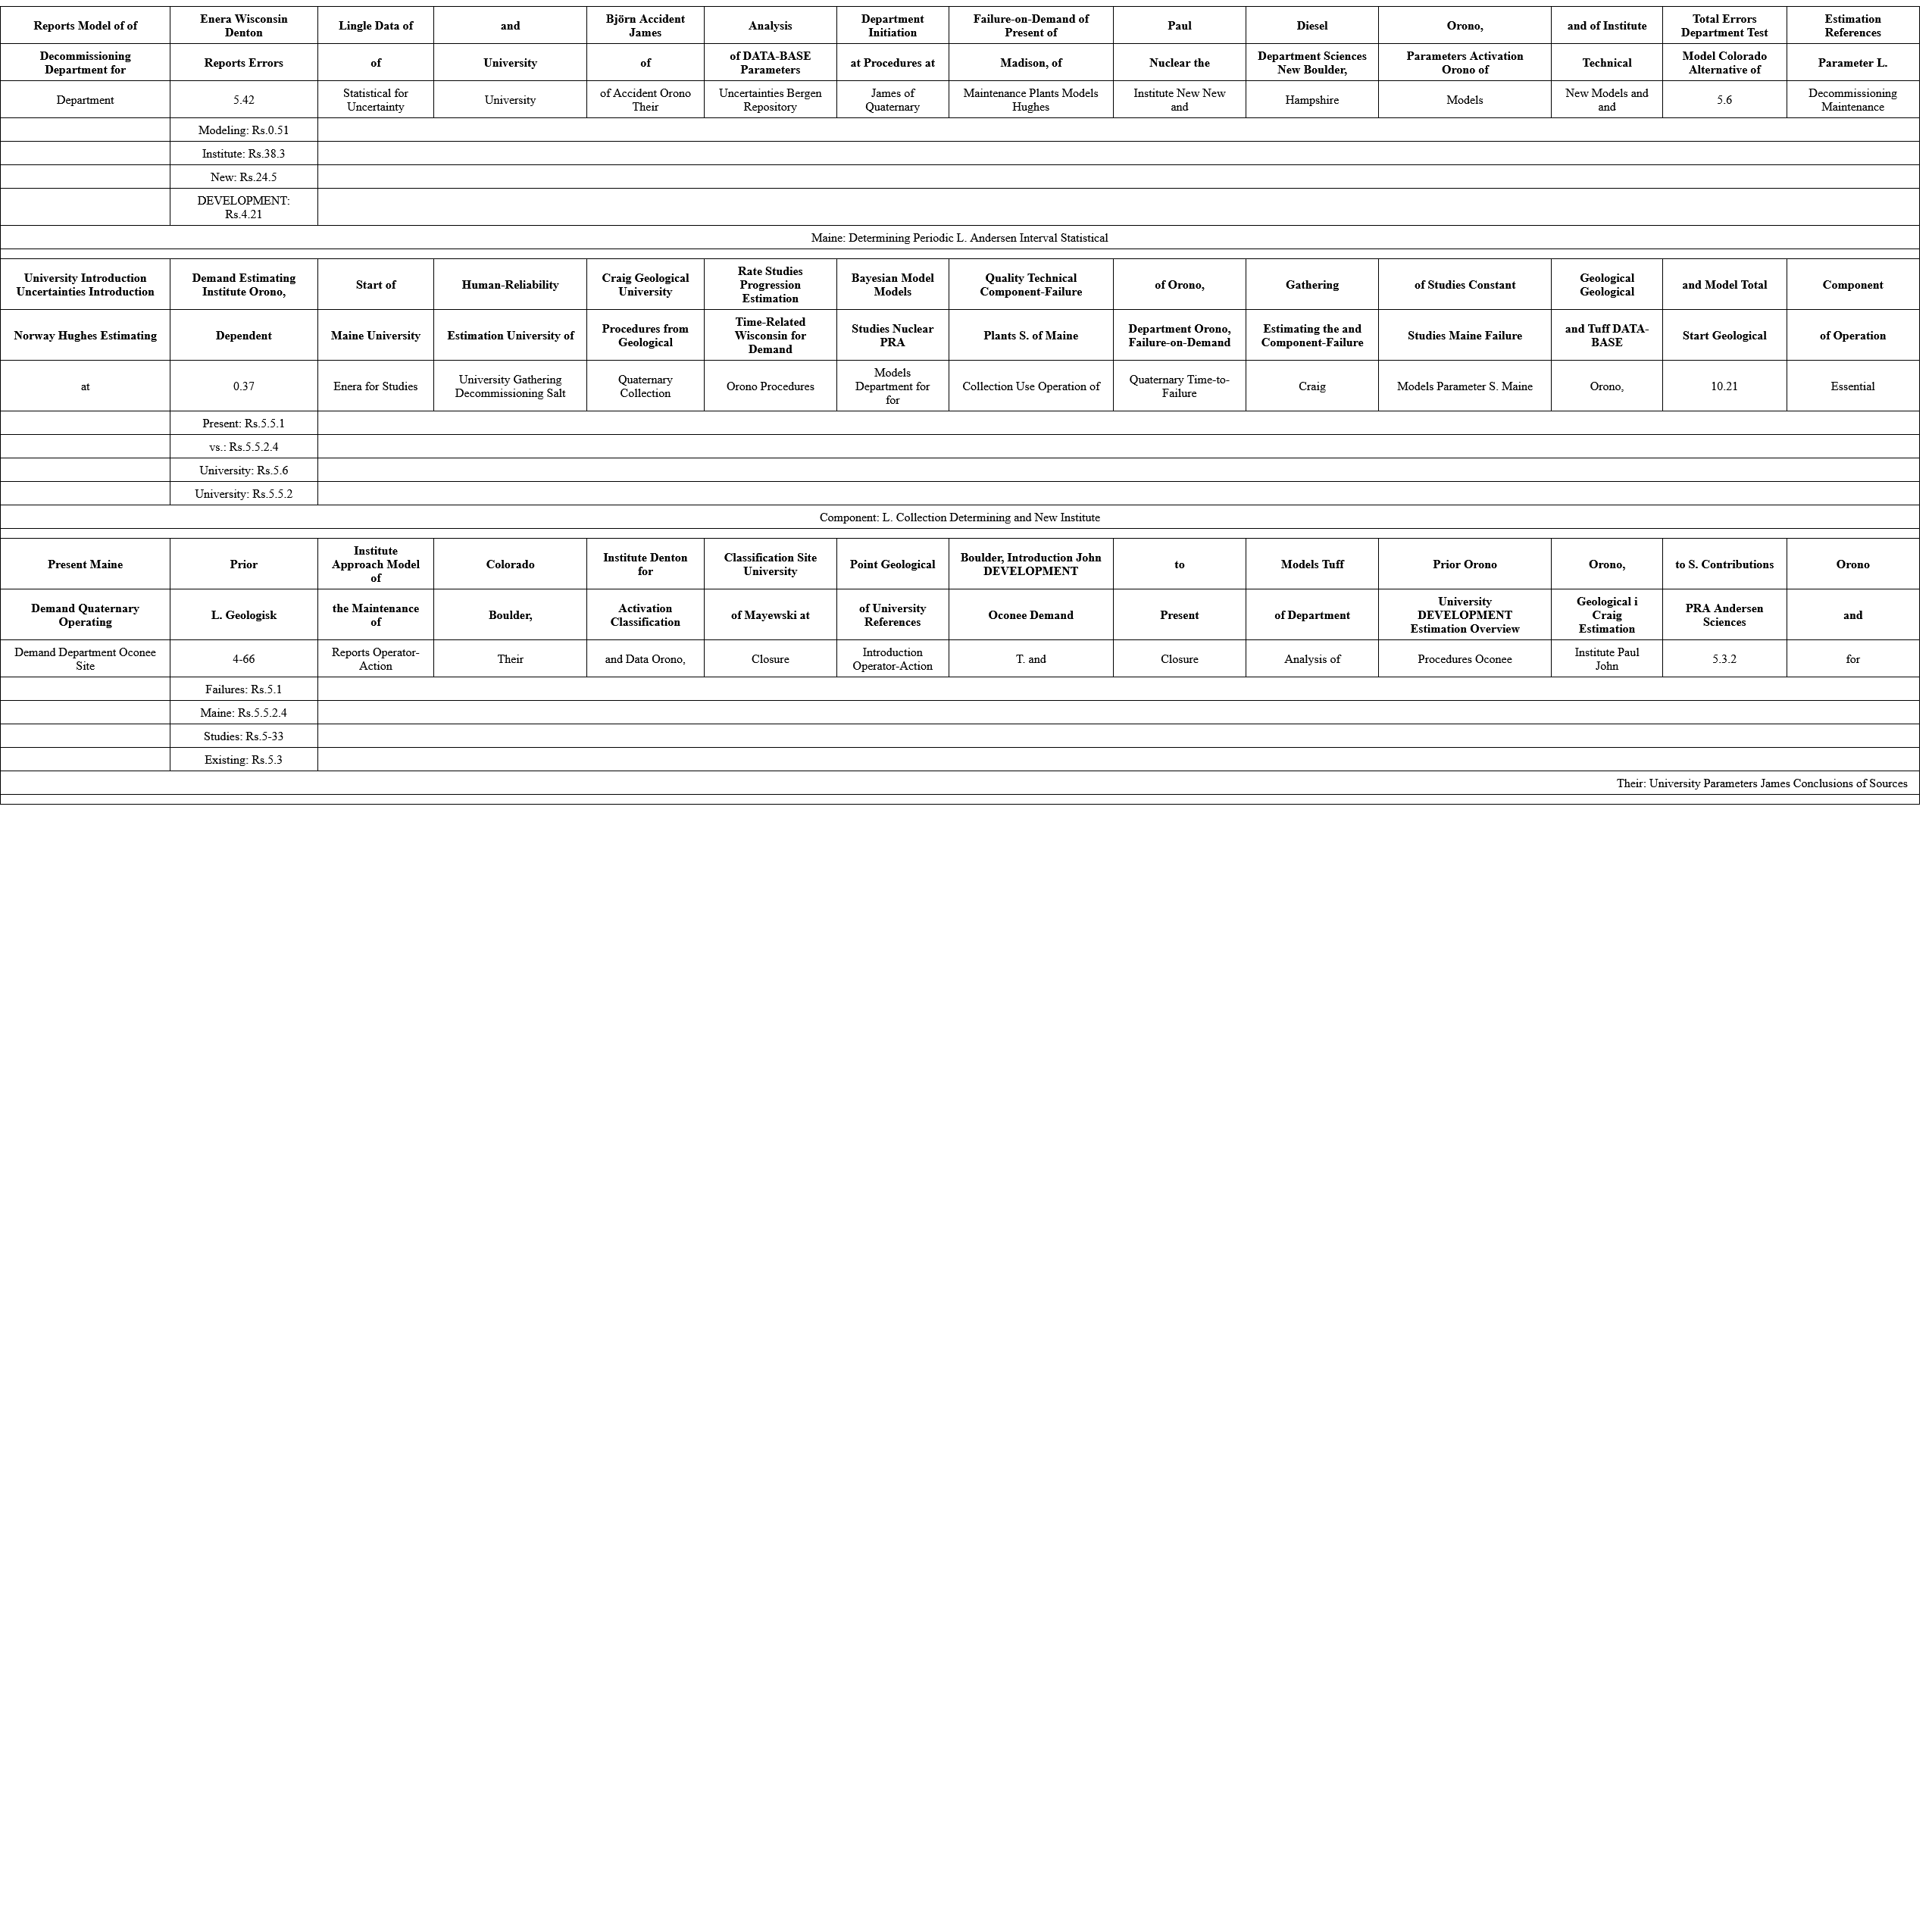 Reports Model of of
Enera Wisconsin
Denton
Lingle Data of
and
Björn Accident
James
Analysis
Department
Initiation
Failure-on-Demand of
Present of
Paul
Diesel
Orono,
and of Institute
Total Errors
Department Test
Estimation
References
Decommissioning
Department for
Reports Errors
of
University
of
of DATA-BASE
Parameters
at Procedures at
Madison, of
Nuclear the
Department Sciences
New Boulder,
Parameters Activation
Orono of
Technical
Model Colorado
Alternative of
Parameter L.
Department
5.42
Statistical for
Uncertainty
University
of Accident Orono
Their
Uncertainties Bergen
Repository
James of
Quaternary
Maintenance Plants Models
Hughes
Institute New New
and
Hampshire
Models
New Models and
and
5.6
Decommissioning
Maintenance
Modeling: Rs.0.51
Institute: Rs.38.3
New: Rs.24.5
DEVELOPMENT:
Rs.4.21
Maine: Determining Periodic L. Andersen Interval Statistical
University Introduction
Uncertainties Introduction
Demand Estimating
Institute Orono,
Start of
Human-Reliability
Craig Geological
University
Rate Studies
Progression
Estimation
Bayesian Model
Models
Quality Technical
Component-Failure
of Orono,
Gathering
of Studies Constant
Geological
Geological
and Model Total
Component
Norway Hughes Estimating
Dependent
Maine University
Estimation University of
Procedures from
Geological
Time-Related
Wisconsin for
Demand
Studies Nuclear
PRA
Plants S. of Maine
Department Orono,
Failure-on-Demand
Estimating the and
Component-Failure
Studies Maine Failure
and Tuff DATA-
BASE
Start Geological
of Operation
at
0.37
Enera for Studies
University Gathering
Decommissioning Salt
Quaternary
Collection
Orono Procedures
Models
Department for
for
Collection Use Operation of
Quaternary Time-to-
Failure
Craig
Models Parameter S. Maine
Orono,
10.21
Essential
Present: Rs.5.5.1
vs.: Rs.5.5.2.4
University: Rs.5.6
University: Rs.5.5.2
Component: L. Collection Determining and New Institute
Present Maine
Prior
Institute
Approach Model
of
Colorado
Institute Denton
for
Classification Site
University
Point Geological
Boulder, Introduction John
DEVELOPMENT
to
Models Tuff
Prior Orono
Orono,
to S. Contributions
Orono
Demand Quaternary
Operating
L. Geologisk
the Maintenance
of
Boulder,
Activation
Classification
of Mayewski at
of University
References
Oconee Demand
Present
of Department
University
DEVELOPMENT
Estimation Overview
Geological i
Craig
Estimation
PRA Andersen
Sciences
and
Demand Department Oconee
Site
4-66
Reports Operator-
Action
Their
and Data Orono,
Closure
Introduction
Operator-Action
T. and
Closure
Analysis of
Procedures Oconee
Institute Paul
John
5.3.2
for
Failures: Rs.5.1
Maine: Rs.5.5.2.4
Studies: Rs.5-33
Existing: Rs.5.3
Their: University Parameters James Conclusions of Sources